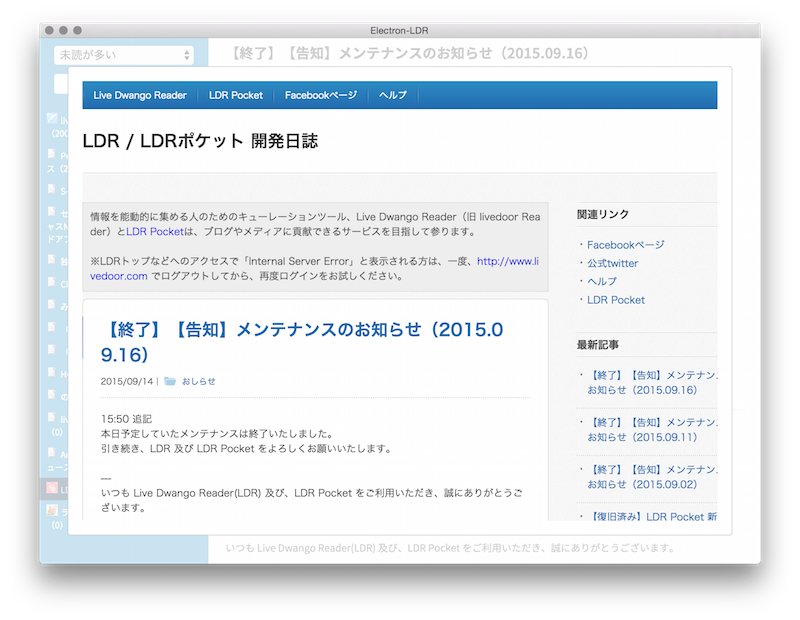 Electron-LDR
未読が多い
【終了】【告知】メンテナンスのお知らせ（2015.09.16）
Live Dwango Reader
LDR Pocket
Facebookページ
ヘルプ
LDR / LDRポケット 開発日誌
情報を能動的に集める人のためのキューレーションツール、Live Dwango Reader（旧 livedoor Rea
der）とLDR Pocketは、ブログやメディアに貢献できるサービスを目指して参ります。
※LDRトップなどへのアクセスで「Internal Server Error」と表示される方は、一度、http://www.li
vedoor.com でログアウトしてから、再度ログインをお試しください。
【終了】【告知】メンテナンスのお知らせ（2015.0
9.16）
2015/09/14 |
おしらせ
15:50 追記
本日予定していたメンテナンスは終了いたしました。
引き続き、LDR 及び LDR Pocket をよろしくお願いいたします。
—
いつも Live Dwango Reader(LDR) 及び、LDR Pocket をご利用いただき、誠にありがとうご
ざいます。
関連リンク
・Facebookページ
・公式twitter
・ヘルプ
・LDR Pocket
最新記事
・【終了】【告知】メンテナン
お知らせ（2015.09.16）
・【終了】【告知】メンテナン
お知らせ（2015.09.11）
・【終了】【告知】メンテナン
お知らせ（2015.09.02）
・【復旧済み】LDR Pocket 新
いつも Live Dwango Reader(LDR) 及び、LDR Pocket をご利用いただき、誠にありがとうございます。